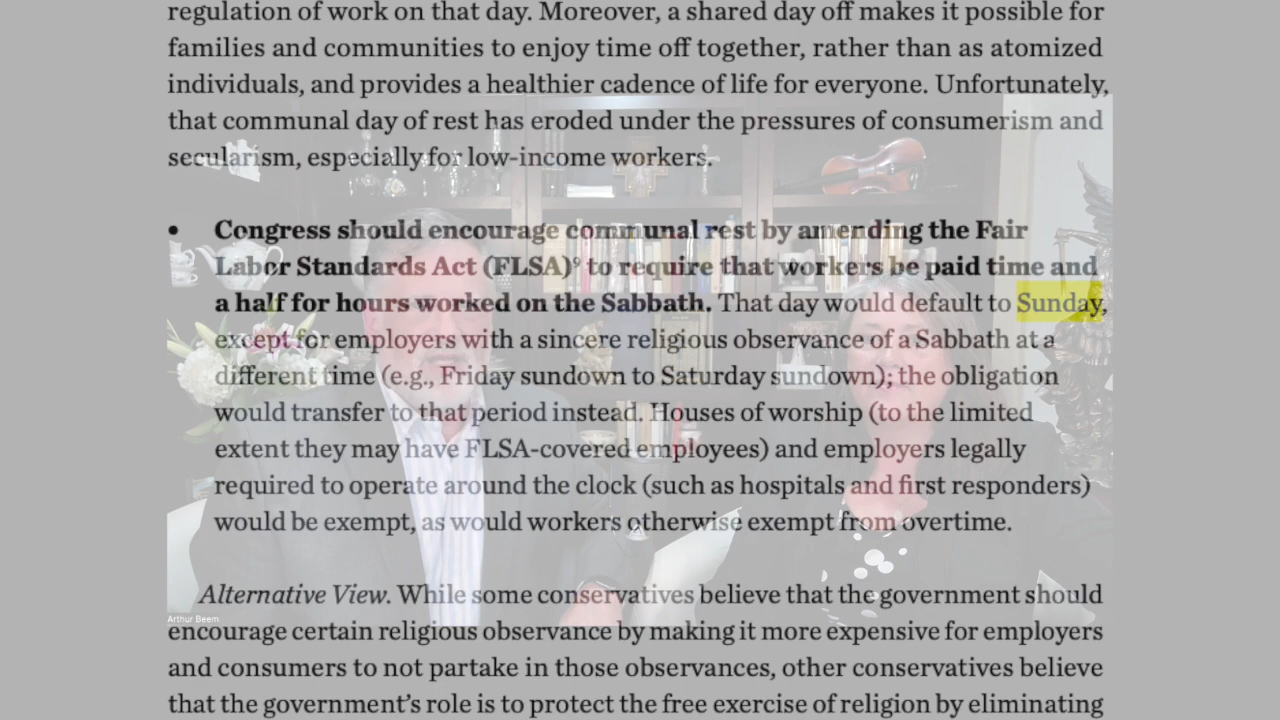 regulation of work on that day. Moreover, a shared day off makes it possible for
families and communities to enjoy time off together, rather than as atomized
individuals, and provides a healthier cadence of life for everyone. Unfortunately,
that communal day of rest has eroded under the pressures of consumerism and
secularism, especially for low-income workers.
• Congress should encourage communal rest by amending the Fair
Labor Standards Act (FLSA)⁹ to require that workers be paid time and
a half for hours worked on the Sabbath. That day would default to Sunday,
except for employers with a sincere religious observance of a Sabbath at a
different time (e.g., Friday sundown to Saturday sundown); the obligation
would transfer to that period instead. Houses of worship (to the limited
extent they may have FLSA-covered employees) and employers legally
required to operate around the clock (such as hospitals and first responders)
would be exempt, as would workers otherwise exempt from overtime.
Alternative View. While some conservatives believe that the government should
Arthur Beem
encourage certain religious observance by making it more expensive for employers
and consumers to not partake in those observances, other conservatives believe
that the government's role is to protect the free exercise of religion by eliminating